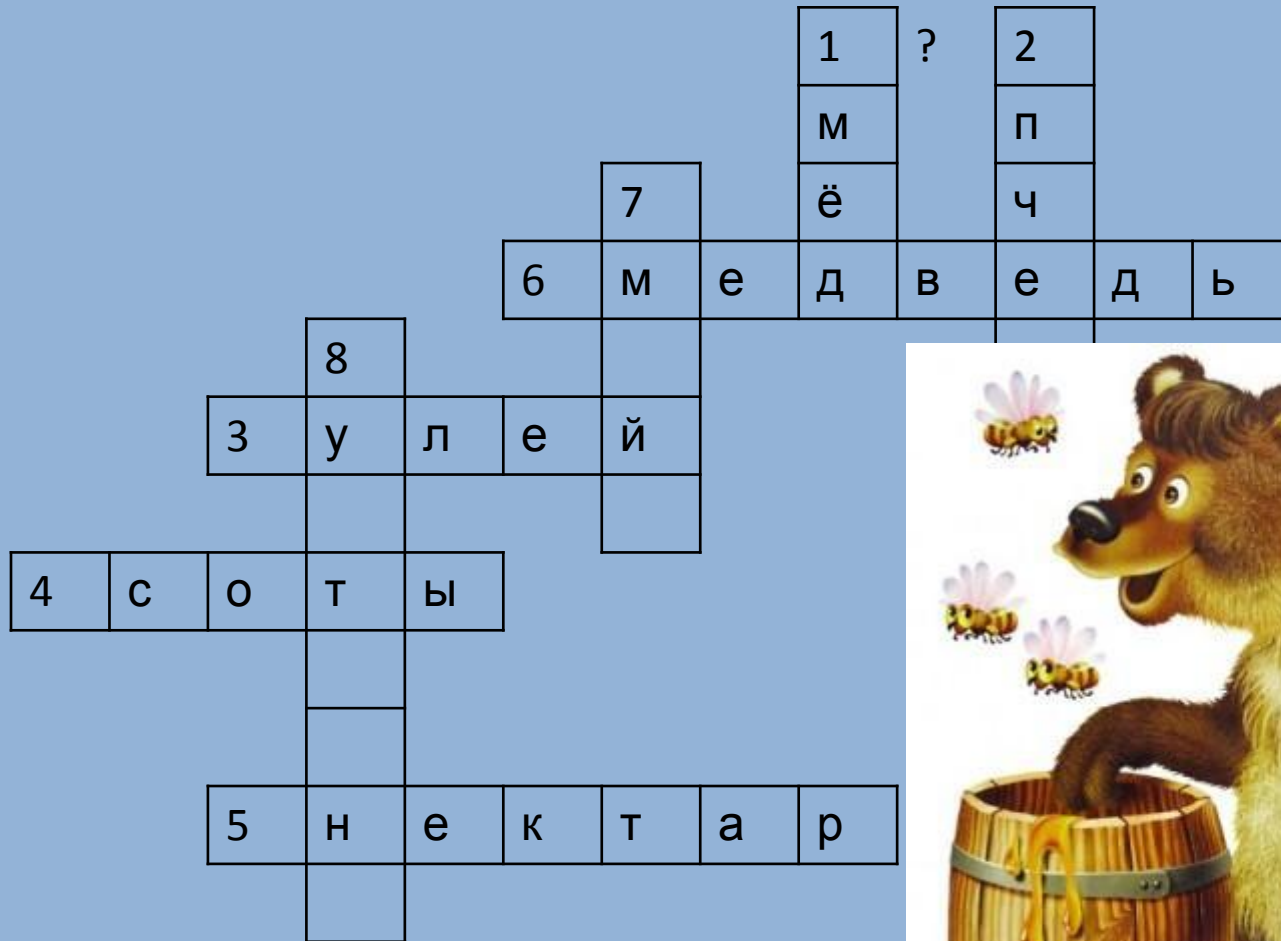 1 ? 2
м п
7 ё ч
6 м е д в е д ь
8
3 у л е й
4 с о т ы
5 н е к т а р